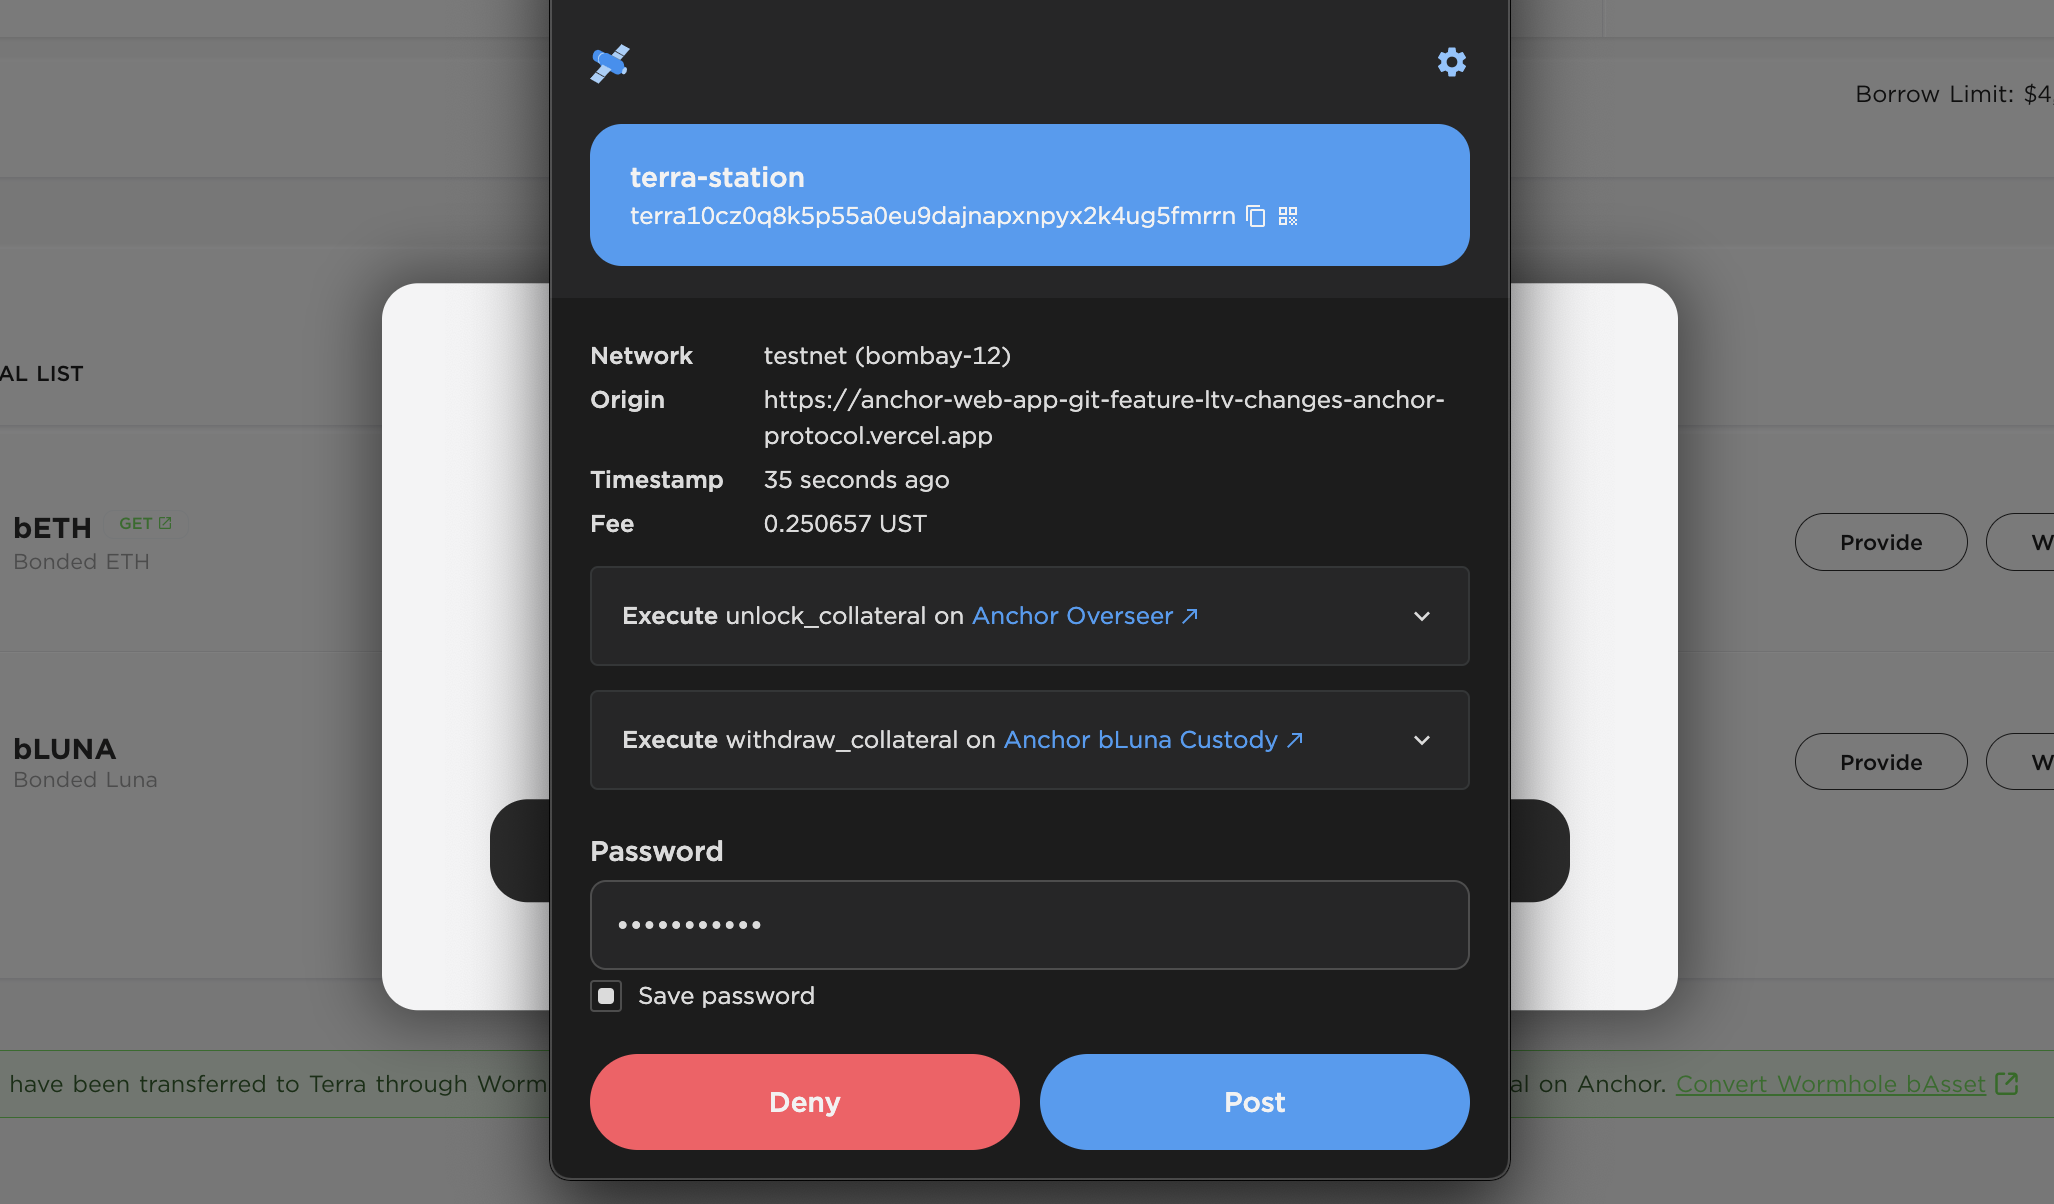 Borrow Limit: $4,
terra-station
terra10cz0q8k5p55a0eu9dajnapxnpyx2k4ug5fmrrn
Network testnet (bombay-12)
Origin https://anchor-web-app-git-feature-ltv-changes-anchor-
protocol.vercel.app
Timestamp 35 seconds ago
Fee 0.250657 UST
AL LIST
bETH GET
Bonded ETH
Provide W
Execute unlock_collateral on Anchor Overseer
Execute withdraw_collateral on Anchor bLuna Custody
bLUNA
Bonded Luna
Provide W
Password
•••••••••••
Save password
Deny Post
have been transferred to Terra through Worm
al on Anchor. Convert Wormhole bAsset